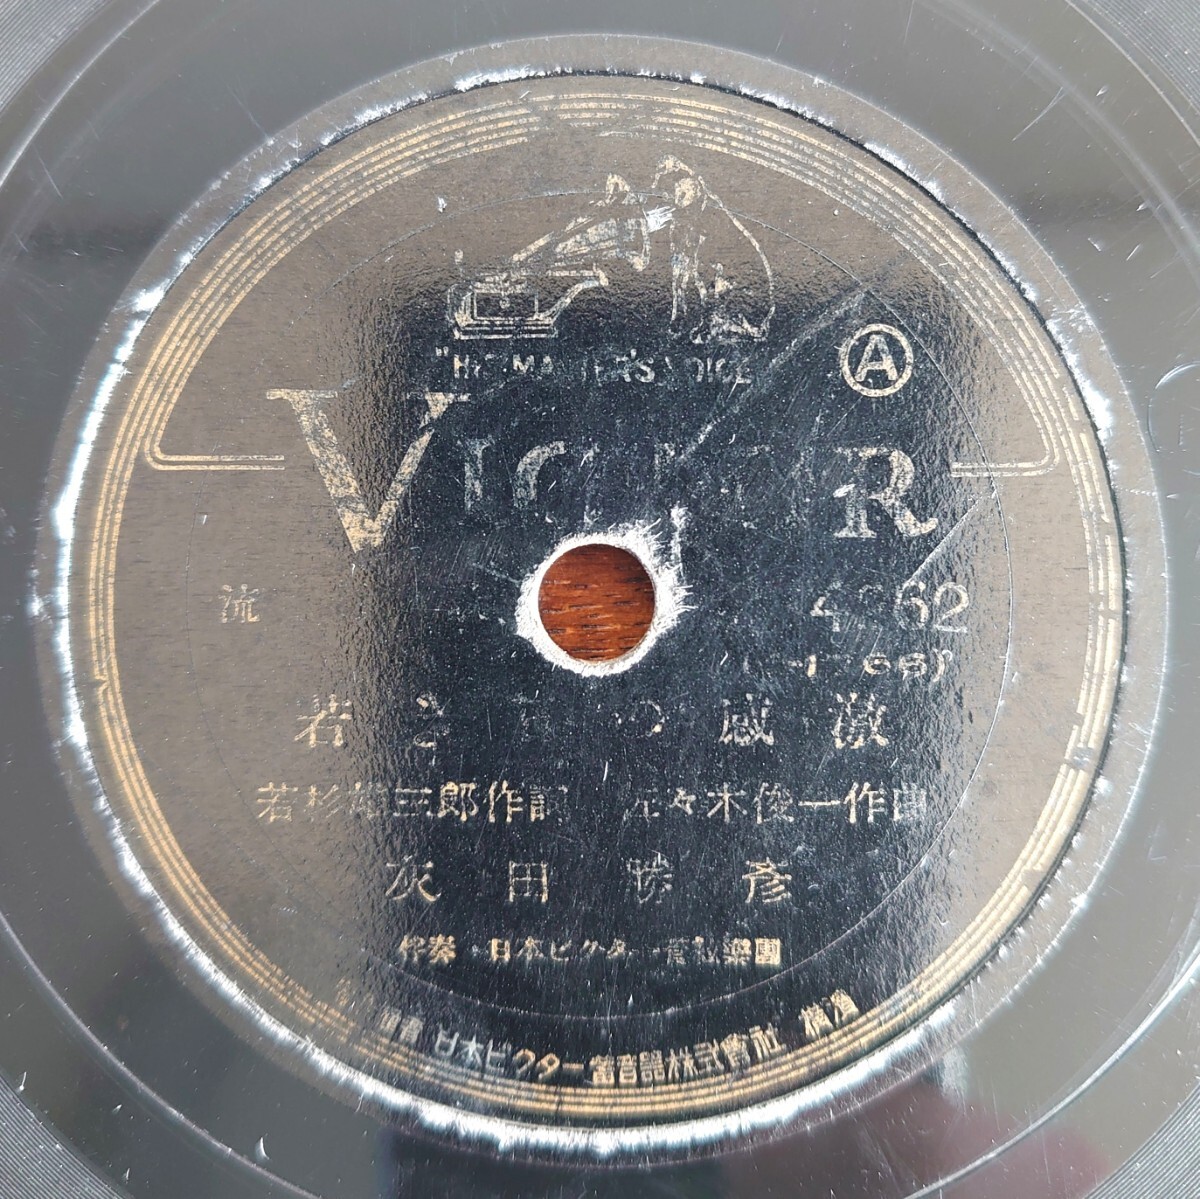 "HIS MASTER'S VOICE"
Ⓐ
VICTOR
流
若き の感激
若杉雄三郎作詞 佐々木俊一作曲
灰田勝彦
伴奏・日本ビクター管弦樂團
日本ビクター蓄音器株式會社 横濱